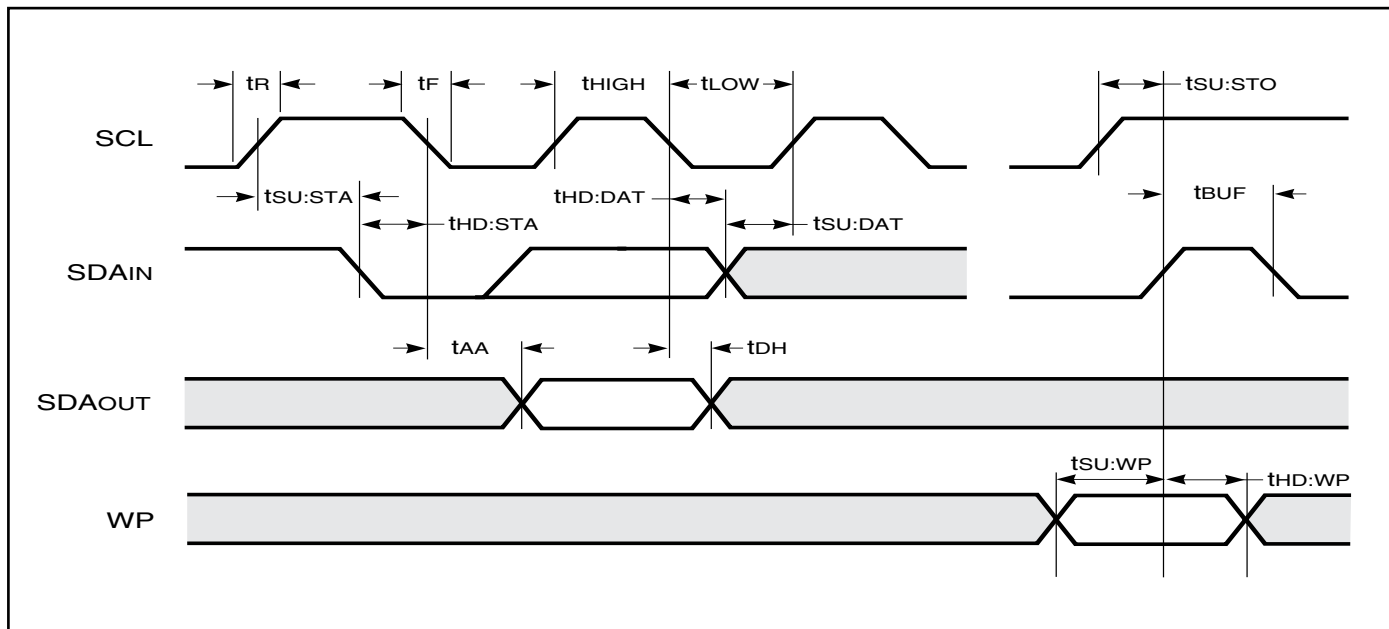 tR
tF
tHIGH
tLOW
tSU:STO
SCL
tSU:STA
tHD:STA
tHD:DAT
tSU:DAT
tBUF
SDAIN
tAA
tDH
SDAOUT
tSU:WP
tHD:WP
WP